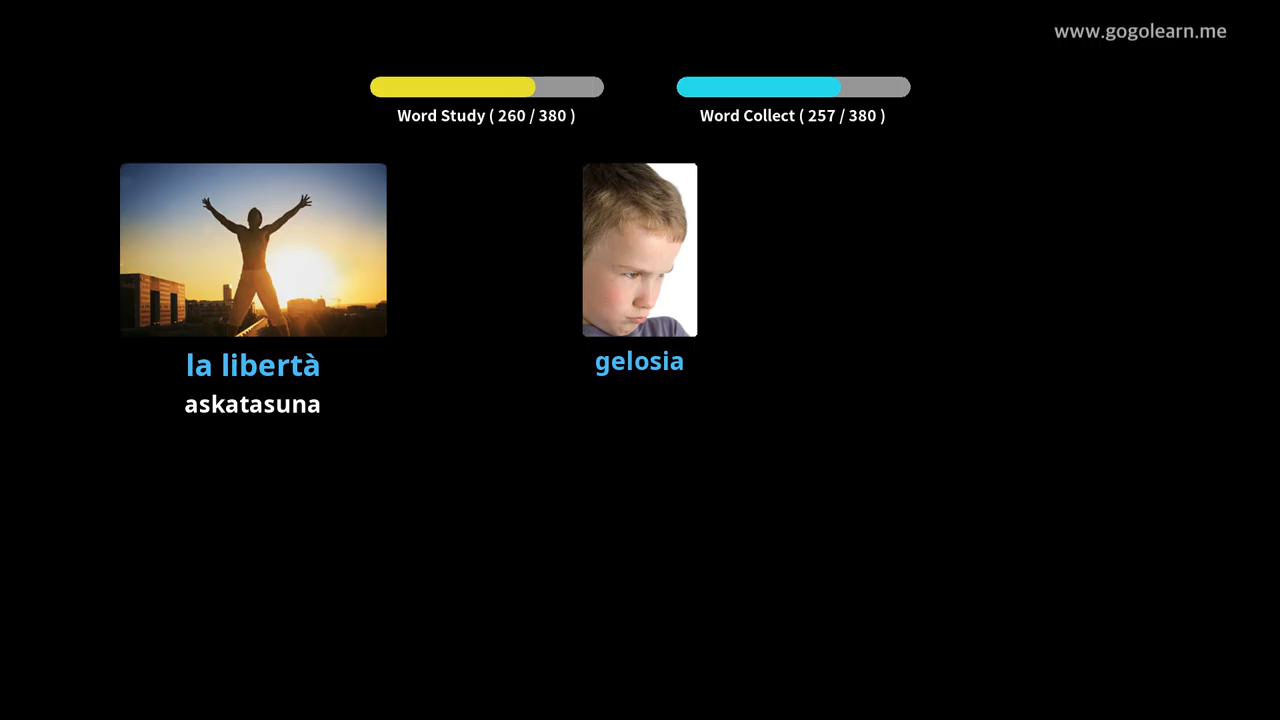 www.gogolearn.me
Word Study ( 260 / 380 )
Word Collect ( 257 / 380 )
la libertà
askatasuna
gelosia